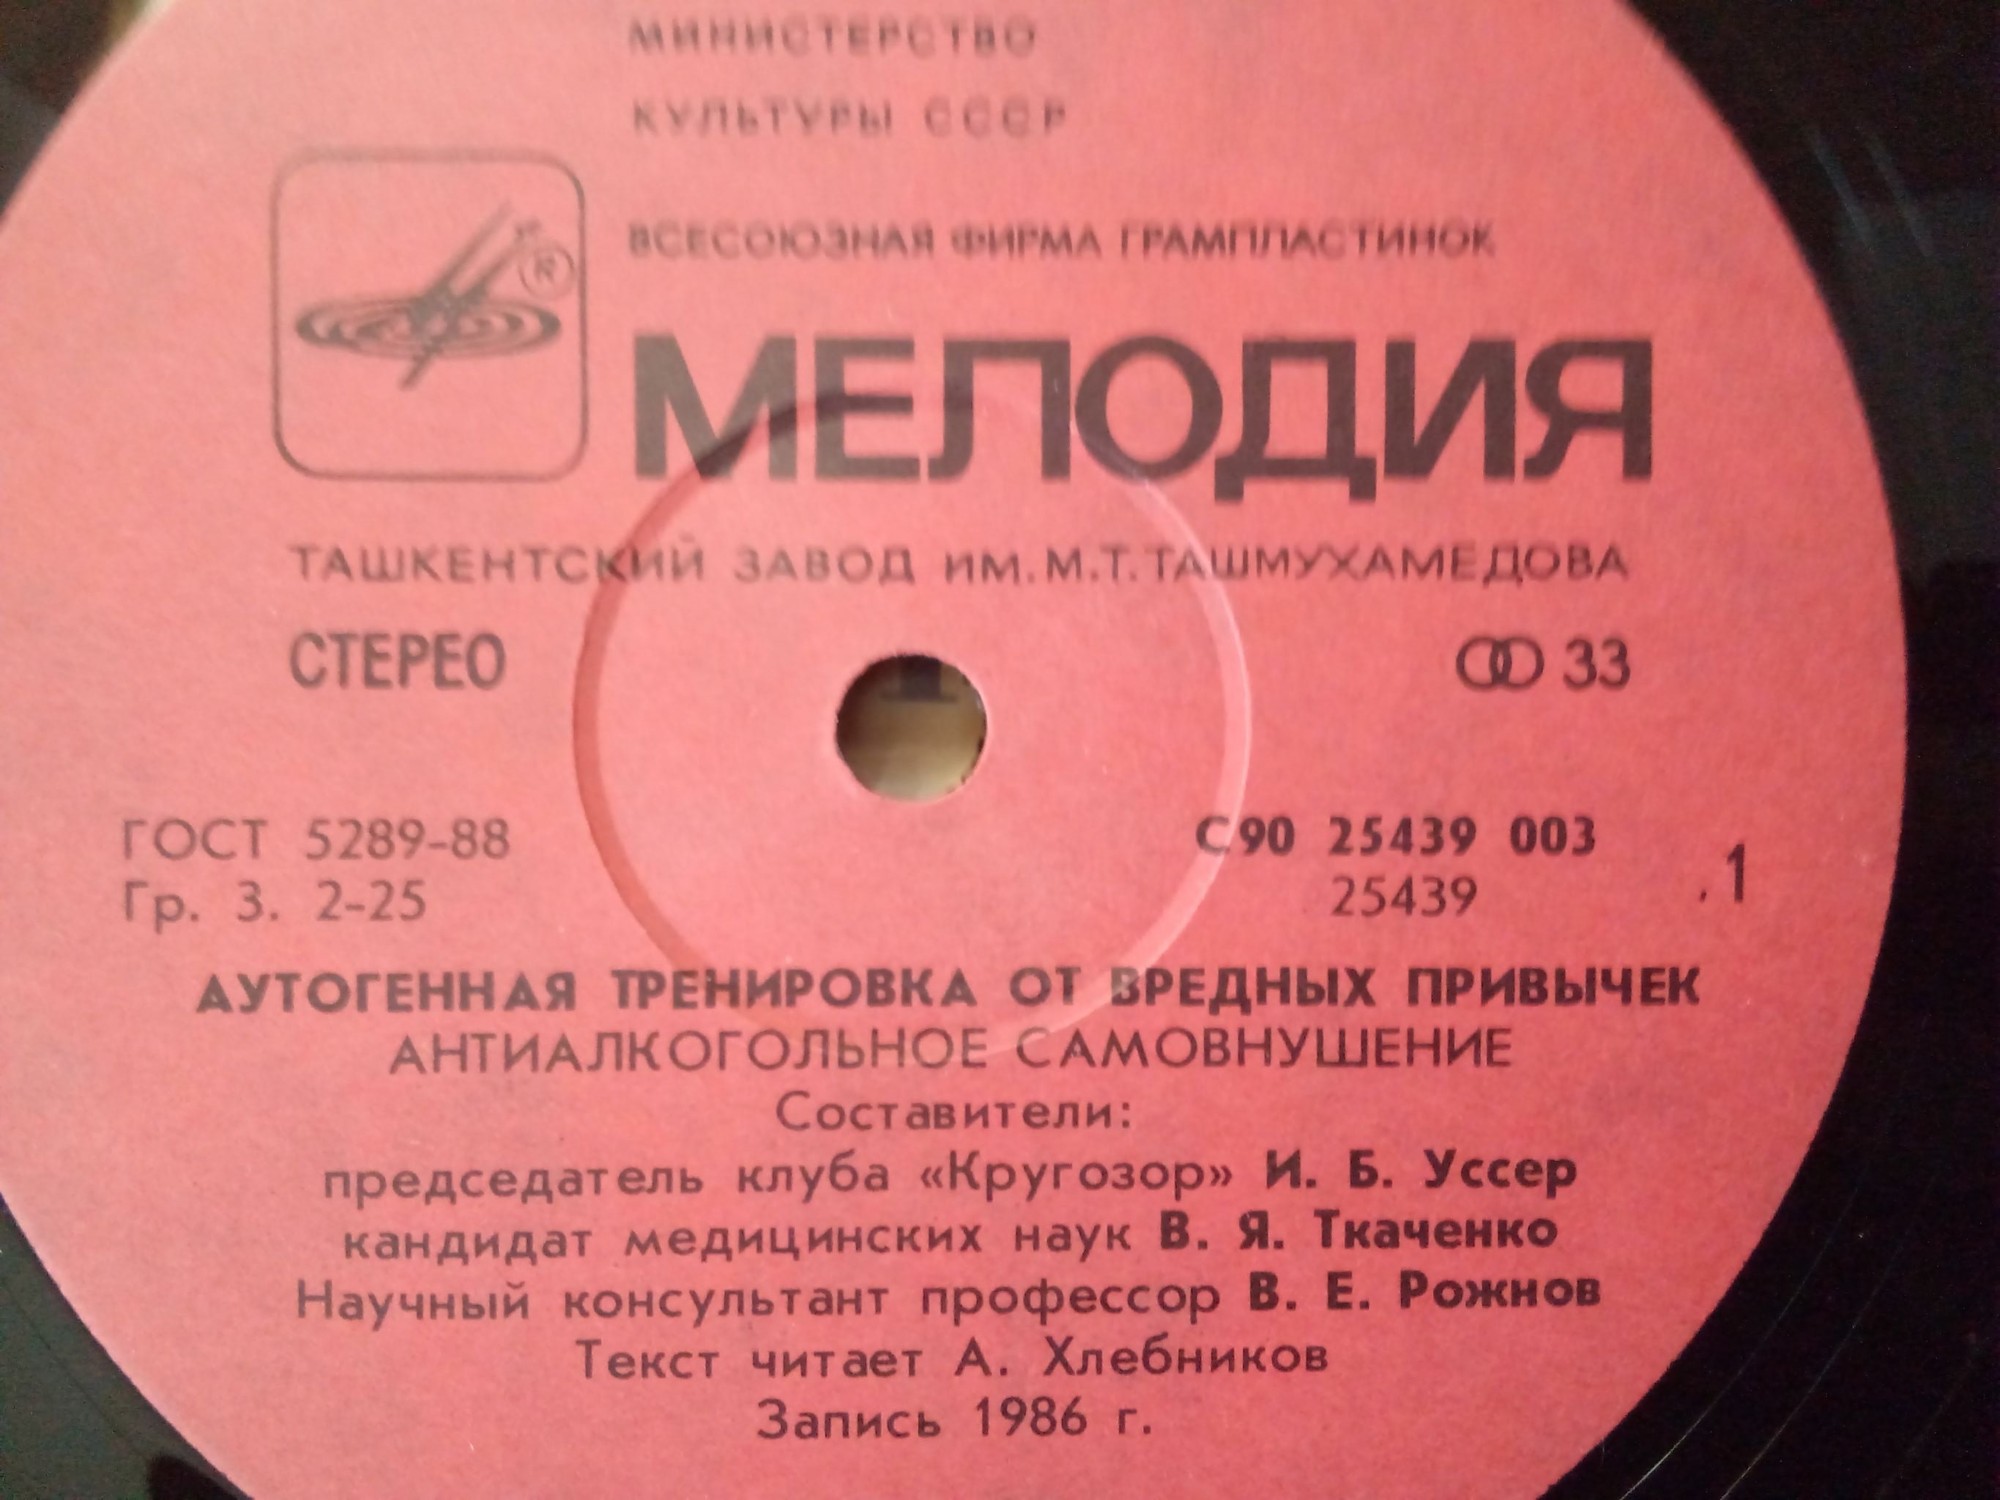 МИНИСТЕРСТВО
КУЛЬТУРЫ СССР
ВСЕСОЮЗНАЯ ФИРМА ГРАМПЛАСТИНОК
®
МЕЛОДИЯ
ТАШКЕНТСКИЙ ЗАВОД ИМ. М.Т. ТАШМУХАМЕДОВА
СТЕРЕО 33
ГОСТ 5289-88 С90 25439 003
Гр. 3. 2-25 25439 .1
АУТОГЕННАЯ ТРЕНИРОВКА ОТ ВРЕДНЫХ ПРИВЫЧЕК
АНТИАЛКОГОЛЬНОЕ САМОВНУШЕНИЕ
Составители:
председатель клуба «Кругозор» И. Б. Уссер
кандидат медицинских наук В. Я. Ткаченко
Научный консультант профессор В. Е. Рожнов
Текст читает А. Хлебников
Запись 1986 г.